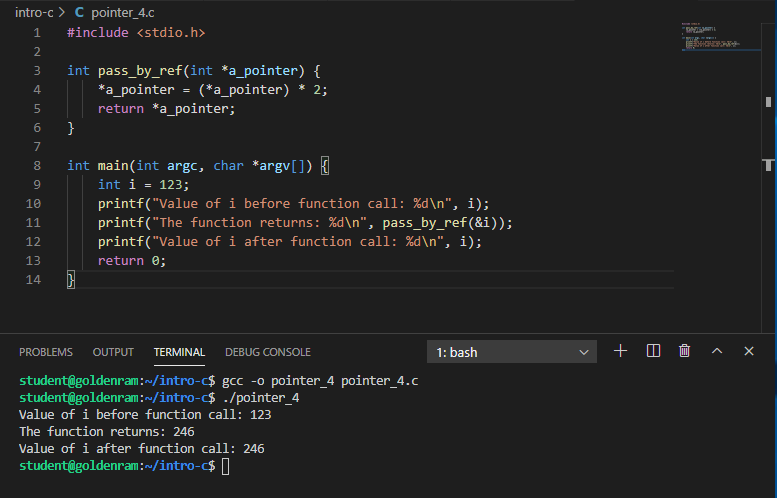 intro-c > C pointer_4.c
1 #include <stdio.h>
2
3 int pass_by_ref(int *a_pointer) {
4     *a_pointer = (*a_pointer) * 2;
5     return *a_pointer;
6 }
7
8 int main(int argc, char *argv[]) {
9     int i = 123;
10     printf("Value of i before function call: %d\n", i);
11     printf("The function returns: %d\n", pass_by_ref(&i));
12     printf("Value of i after function call: %d\n", i);
13     return 0;
14 }
PROBLEMS OUTPUT TERMINAL DEBUG CONSOLE 1: bash
student@goldenram:~/intro-c$ gcc -o pointer_4 pointer_4.c
student@goldenram:~/intro-c$ ./pointer_4
Value of i before function call: 123
The function returns: 246
Value of i after function call: 246
student@goldenram:~/intro-c$